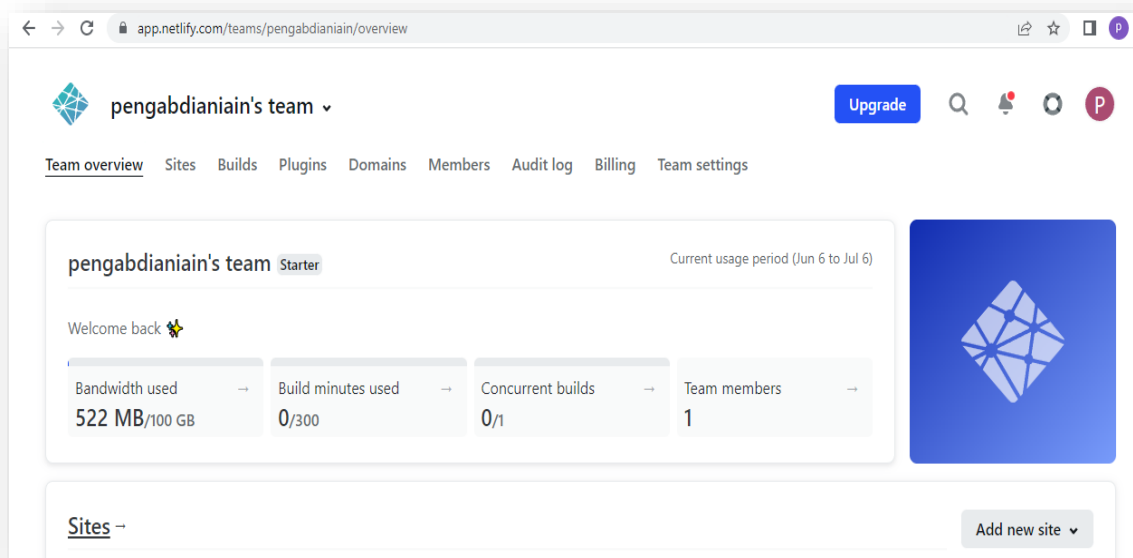 app.netlify.com/teams/pengabdianiain/overview
P
pengabdianiain's team
Upgrade
P
Team overview Sites Builds Plugins Domains Members Audit log Billing Team settings
pengabdianiain's team Starter
Current usage period (Jun 6 to Jul 6)
Welcome back
Bandwidth used → Build minutes used → Concurrent builds → Team members →
522 MB/100 GB 0/300 0/1 1
Sites →
Add new site